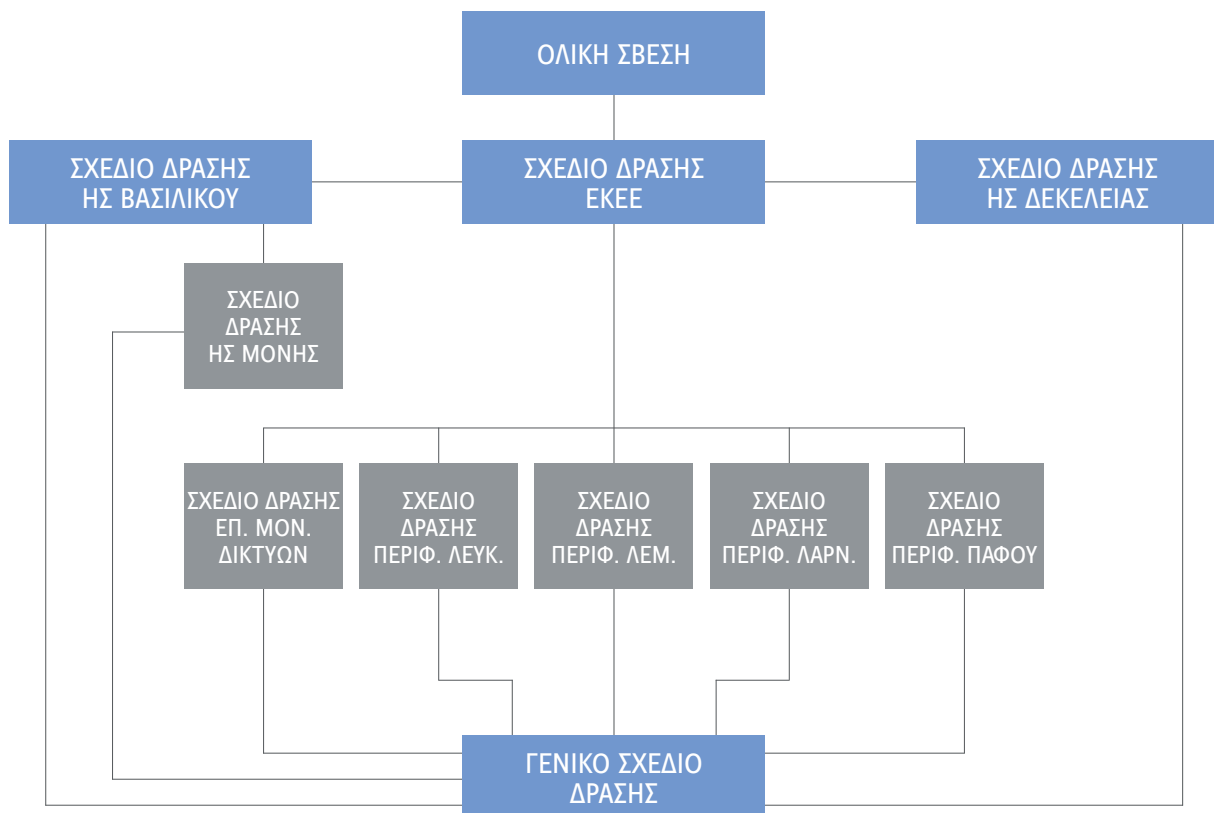 ΟΛΙΚΗ ΣΒΕΣΗ
ΣΧΕΔΙΟ ΔΡΑΣΗΣ
ΗΣ ΒΑΣΙΛΙΚΟΥ
ΣΧΕΔΙΟ ΔΡΑΣΗΣ
ΕΚΕΕ
ΣΧΕΔΙΟ ΔΡΑΣΗΣ
ΗΣ ΔΕΚΕΛΕΙΑΣ
ΣΧΕΔΙΟ
ΔΡΑΣΗΣ
ΗΣ ΜΟΝΗΣ
ΣΧΕΔΙΟ ΔΡΑΣΗΣ
ΕΠ. ΜΟΝ.
ΔΙΚΤΥΩΝ
ΣΧΕΔΙΟ
ΔΡΑΣΗΣ
ΠΕΡΙΦ. ΛΕΥΚ.
ΣΧΕΔΙΟ
ΔΡΑΣΗΣ
ΠΕΡΙΦ. ΛΕΜ.
ΣΧΕΔΙΟ
ΔΡΑΣΗΣ
ΠΕΡΙΦ. ΛΑΡΝ.
ΣΧΕΔΙΟ
ΔΡΑΣΗΣ
ΠΕΡΙΦ. ΠΑΦΟΥ
ΓΕΝΙΚΟ ΣΧΕΔΙΟ
ΔΡΑΣΗΣ